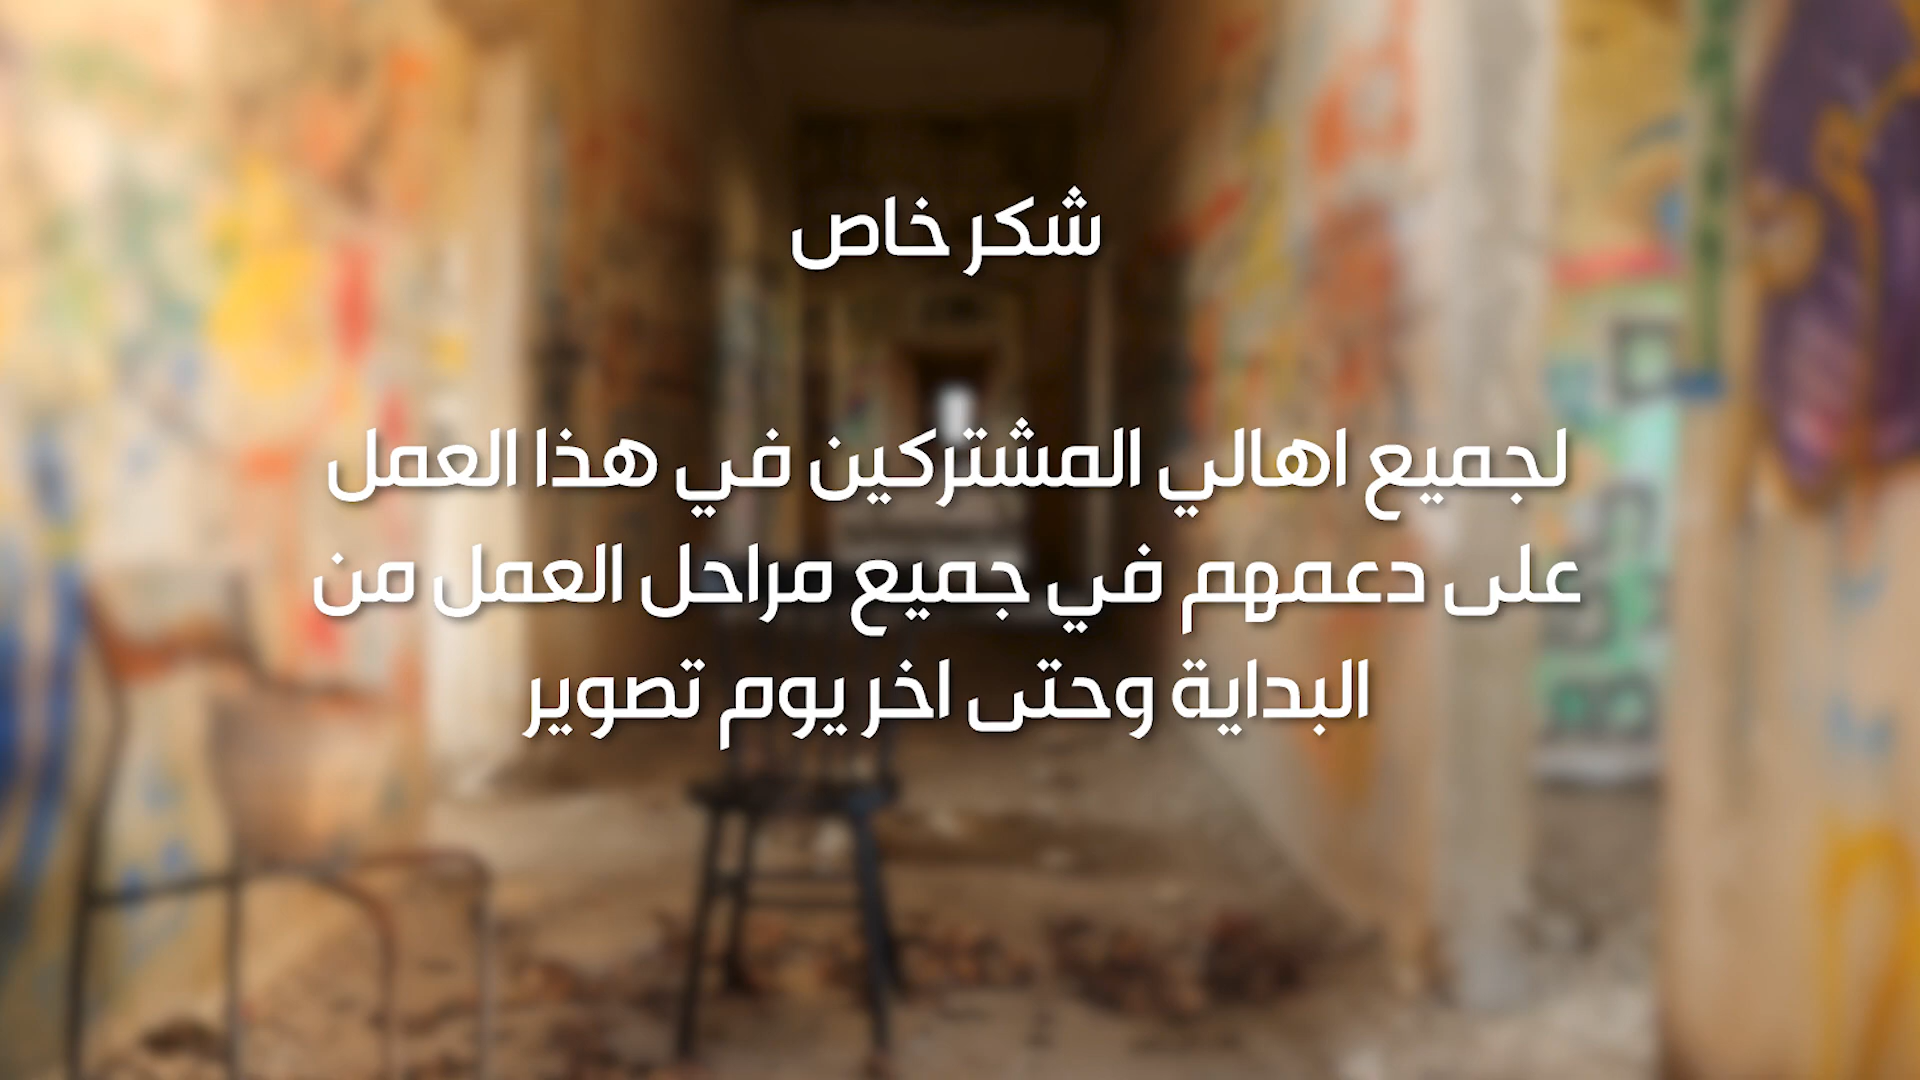 شكر خاص
لجميع اهالي المشتركين في هذا العمل
على دعمهم في جميع مراحل العمل من
البداية وحتى اخر يوم تصوير